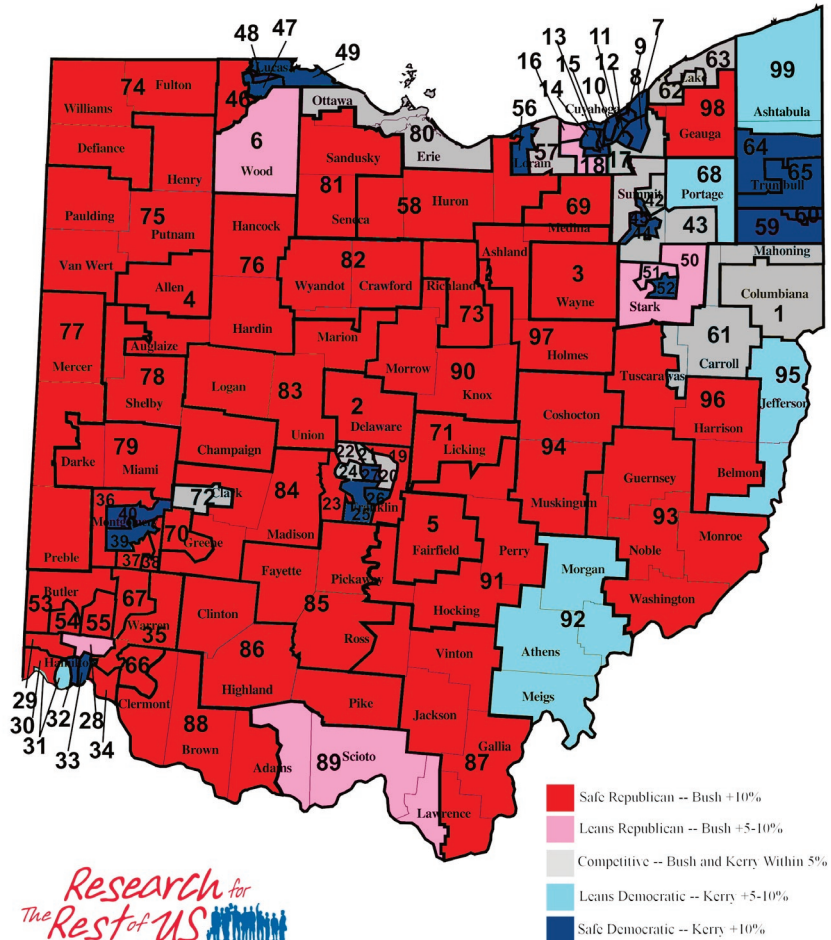 7
47
48
49
13
11
9
16
15
12
8
14
10
63
Lucas
Lake
62
99
46
Ottawa
Cuyahoga
98
74
Fulton
56
Geauga
Ashtabula
Williams
6
80
Lorain
57
18
17
64
Wood
Erie
68
65
Defiance
Sandusky
Trumbull
Henry
Summit
Portage
81
42
Paulding
Seneca
58
Huron
69
43
59
60
75
Hancock
Medina
44
Putnam
Mahoning
Van Wert
76
82
Ashland
50
Allen
Wyandot
Crawford
Richland
3
51
52
Columbiana
4
Wayne
Stark
1
73
77
Hardin
Marion
97
61
Auglaize
Holmes
Carroll
Mercer
Morrow
90
Tuscarawas
95
78
Logan
83
Knox
96
Jefferson
Shelby
2
Coshocton
Harrison
Delaware
71
79
Union
Licking
94
Darke
Miami
Champaign
22
21
19
Guernsey
Belmont
24
27
20
72
Clark
84
26
Muskingum
36
23
Franklin
93
40
Montgomery
25
5
39
70
Greene
Madison
Fairfield
Noble
Monroe
Preble
37
38
Perry
Fayette
Pickaway
Morgan
Butler
67
91
Washington
53
54
55
Warren
Clinton
85
Hocking
92
35
Ross
Athens
Hamilton
66
86
Vinton
29
Clermont
Highland
Meigs
30
32
28
34
Pike
Jackson
31
33
88
Brown
Gallia
Adams
89
Scioto
87
Lawrence
Safe Republican -- Bush +10%
Leans Republican -- Bush +5-10%
Competitive -- Bush and Kerry Within 5%
Leans Democratic -- Kerry +5-10%
Safe Democratic -- Kerry +10%
Research for
The Rest of US